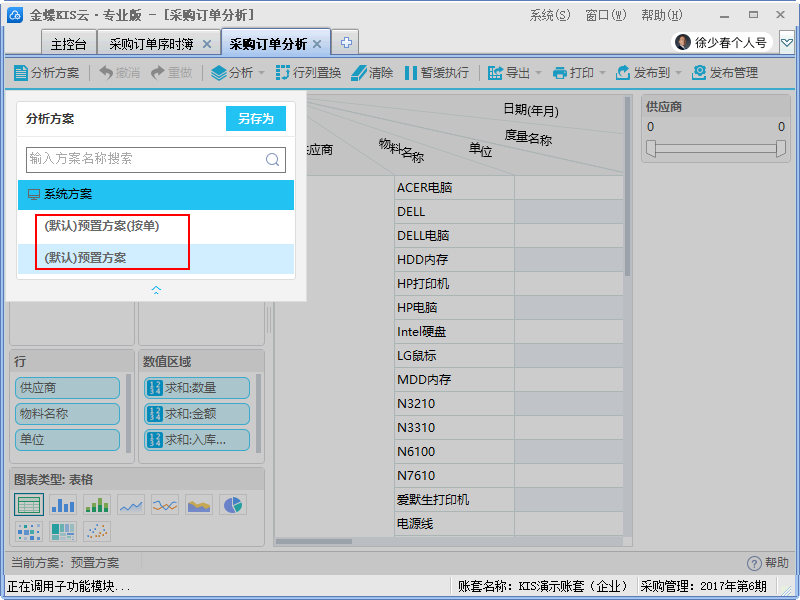 金蝶KIS云·专业版 - [采购订单分析]
系统(S) 窗口(W) 帮助(H)
主控台 采购订单序时簿 采购订单分析
徐少春个人号
分析方案 撤消 重做 分析 行列置换 清除 暂缓执行 导出 打印 发布到 发布管理
分析方案
另存为
输入方案名称搜索
系统方案
(默认)预置方案(按单)
(默认)预置方案
日期(年月)
度量名称
供应商
物料名称
单位
ACER电脑
DELL
DELL电脑
HDD内存
HP打印机
HP电脑
Intel硬盘
LG鼠标
MDD内存
N3210
N3310
N6100
N7610
爱默生打印机
电源线
供应商
0 0
行
供应商
物料名称
单位
数值区域
求和:数量
求和:金额
求和:入库...
图表类型: 表格
当前方案: 预置方案
帮助
正在调用子功能模块...
账套名称: KIS演示账套（企业）
采购管理: 2017年第6期